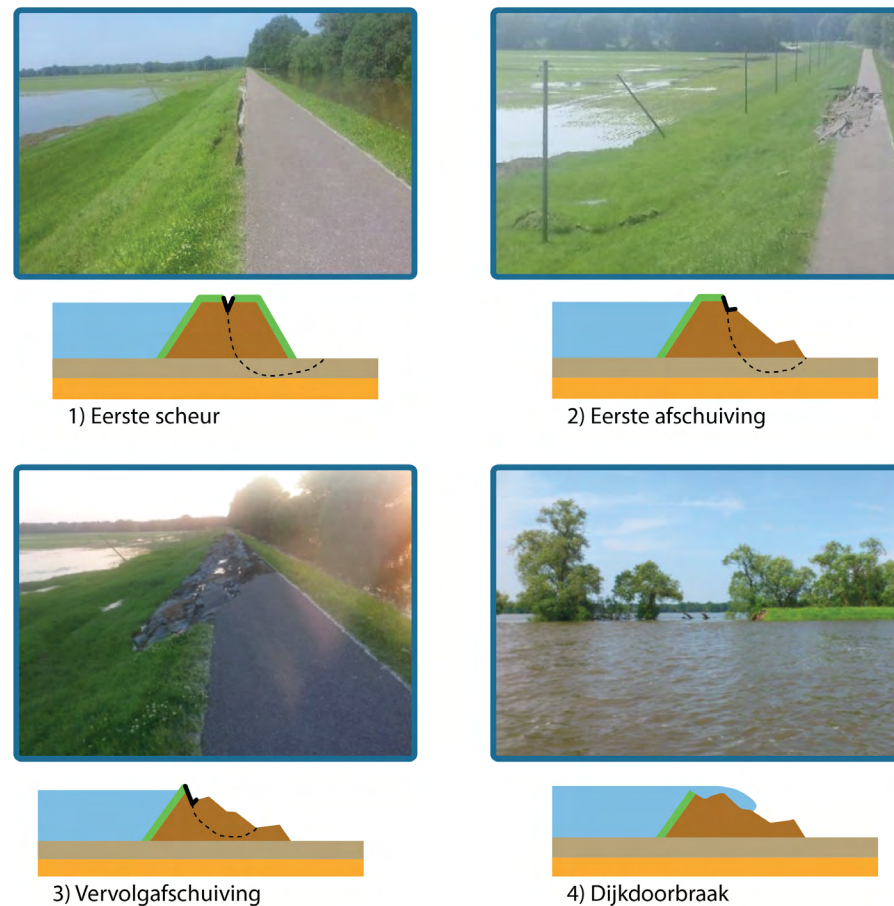 1) Eerste scheur
2) Eerste afschuiving
3) Vervolgafschuiving
4) Dijkdoorbraak